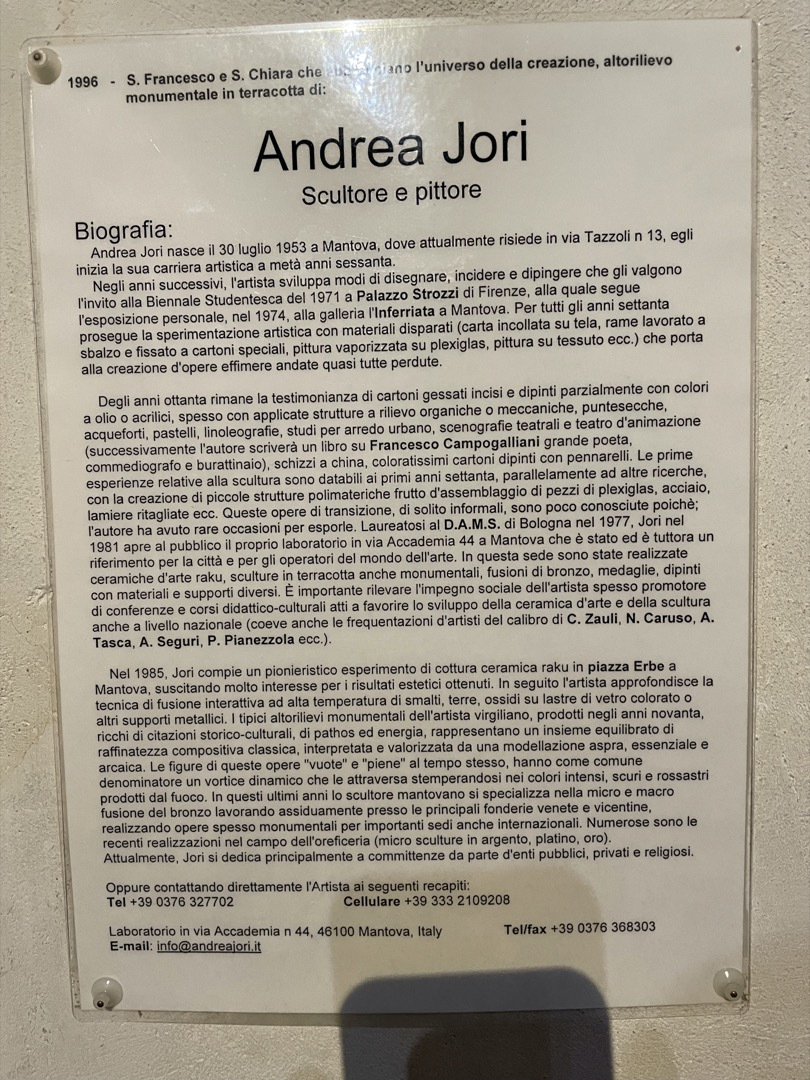 1996 - S. Francesco e S. Chiara che l'universo della creazione, altorilievo
monumentale in terracotta di:
Andrea Jori
Scultore e pittore
Biografia:
Andrea Jori nasce il 30 luglio 1953 a Mantova, dove attualmente risiede in via Tazzoli n 13, egli
inizia la sua carriera artistica a metà anni sessanta.
Negli anni successivi, l'artista sviluppa modi di disegnare, incidere e dipingere che gli valgono
l'invito alla Biennale Studentesca del 1971 a Palazzo Strozzi di Firenze, alla quale segue
l'esposizione personale, nel 1974, alla galleria l'Inferriata a Mantova. Per tutti gli anni settanta
prosegue la sperimentazione artistica con materiali disparati (carta incollata su tela, rame lavorato a
sbalzo e fissato a cartoni speciali, pittura vaporizzata su plexiglas, pittura su tessuto ecc.) che porta
alla creazione d'opere effimere andate quasi tutte perdute.
Degli anni ottanta rimane la testimonianza di cartoni gessati incisi e dipinti parzialmente con colori
a olio o acrilici, spesso con applicate strutture a rilievo organiche o meccaniche, puntesecche,
acqueforti, pastelli, linoleografie, studi per arredo urbano, scenografie teatrali e teatro d'animazione
(successivamente l'autore scriverà un libro su Francesco Campogalliani grande poeta,
commediografo e burattinaio), schizzi a china, coloratissimi cartoni dipinti con pennarelli. Le prime
esperienze relative alla scultura sono databili ai primi anni settanta, parallelamente ad altre ricerche,
con la creazione di piccole strutture polimateriche frutto d'assemblaggio di pezzi di plexiglas, acciaio,
lamiere ritagliate ecc. Queste opere di transizione, di solito informali, sono poco conosciute poichè;
l'autore ha avuto rare occasioni per esporle. Laureatosi al D.A.M.S. di Bologna nel 1977, Jori nel
1981 apre al pubblico il proprio laboratorio in via Accademia 44 a Mantova che è stato ed è tuttora un
riferimento per la città e per gli operatori del mondo dell'arte. In questa sede sono state realizzate
ceramiche d'arte raku, sculture in terracotta anche monumentali, fusioni di bronzo, medaglie, dipinti
con materiali e supporti diversi. È importante rilevare l'impegno sociale dell'artista spesso promotore
di conferenze e corsi didattico-culturali atti a favorire lo sviluppo della ceramica d'arte e della scultura
anche a livello nazionale (coeve anche le frequentazioni d'artisti del calibro di C. Zauli, N. Caruso, A.
Tasca, A. Seguri, P. Pianezzola ecc.).
Nel 1985, Jori compie un pionieristico esperimento di cottura ceramica raku in piazza Erbe a
Mantova, suscitando molto interesse per i risultati estetici ottenuti. In seguito l'artista approfondisce la
tecnica di fusione interattiva ad alta temperatura di smalti, terre, ossidi su lastre di vetro colorato o
altri supporti metallici. I tipici altorilievi monumentali dell'artista virgiliano, prodotti negli anni novanta,
ricchi di citazioni storico-culturali, di pathos ed energia, rappresentano un insieme equilibrato di
raffinatezza compositiva classica, interpretata e valorizzata da una modellazione aspra, essenziale e
arcaica. Le figure di queste opere "vuote" e "piene" al tempo stesso, hanno come comune
denominatore un vortice dinamico che le attraversa stemperandosi nei colori intensi, scuri e rossastri
prodotti dal fuoco. In questi ultimi anni lo scultore mantovano si specializza nella micro e macro
fusione del bronzo lavorando assiduamente presso le principali fonderie venete e vicentine,
realizzando opere spesso monumentali per importanti sedi anche internazionali. Numerose sono le
recenti realizzazioni nel campo dell'oreficeria (micro sculture in argento, platino, oro).
Attualmente, Jori si dedica principalmente a committenze da parte d'enti pubblici, privati e religiosi.
Oppure contattando direttamente l'Artista ai seguenti recapiti:
Tel +39 0376 327702 Cellulare +39 333 2109208
Laboratorio in via Accademia n 44, 46100 Mantova, Italy Tel/fax +39 0376 368303
E-mail: info@andreajori.it